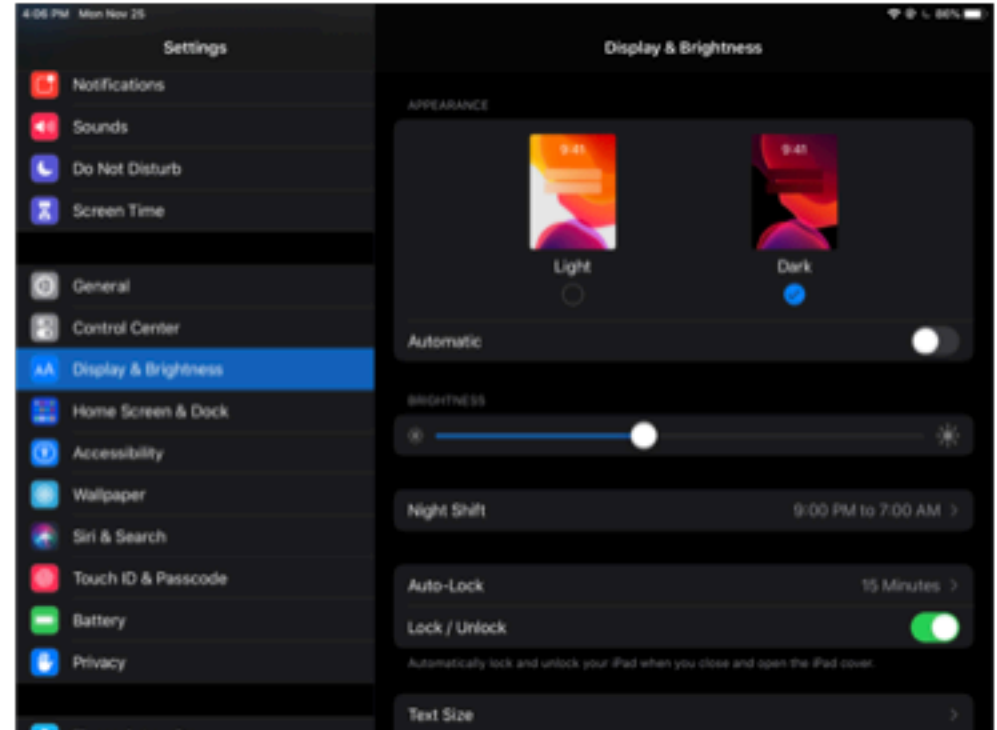 4:06 PM Mon Nov 25
86%
Settings
Notifications
Sounds
Do Not Disturb
Screen Time
General
Control Center
AA Display & Brightness
Home Screen & Dock
Accessibility
Wallpaper
Siri & Search
Touch ID & Passcode
Battery
Privacy
Display & Brightness
APPEARANCE
9:41
9:41
Light
Dark
Automatic
BRIGHTNESS
Night Shift 9:00 PM to 7:00 AM
Auto-Lock 15 Minutes
Lock / Unlock
Automatically lock and unlock your iPad when you close and open the iPad cover.
Text Size